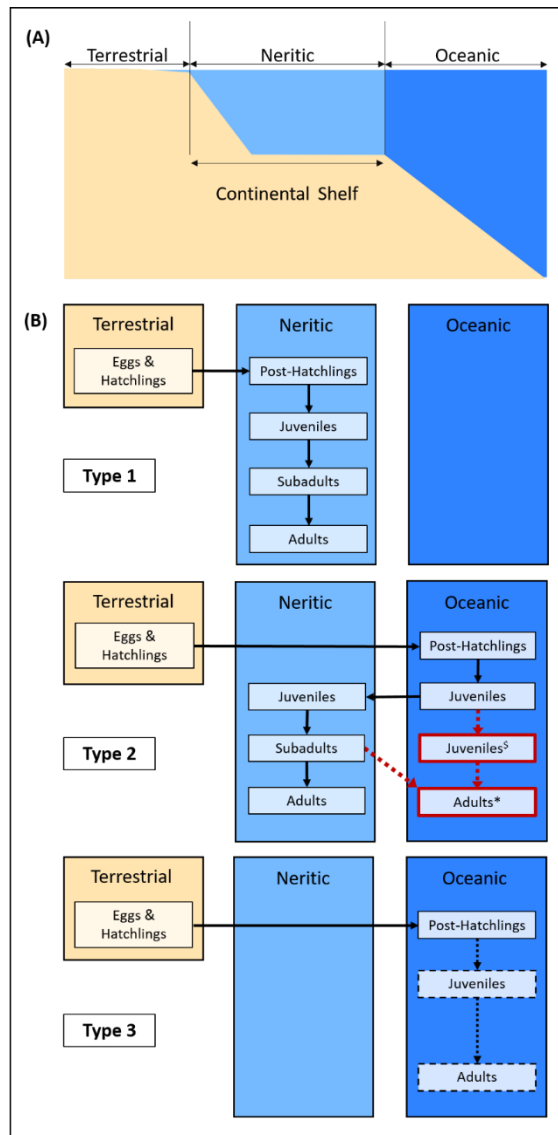 (A)
Terrestrial Neritic Oceanic
Continental Shelf
(B)
Terrestrial
Eggs &
Hatchlings
Neritic
Post-Hatchlings
Juveniles
Subadults
Adults
Oceanic
Type 1
Terrestrial
Eggs &
Hatchlings
Neritic
Juveniles
Subadults
Adults
Oceanic
Post-Hatchlings
Juveniles
Juveniles$
Adults*
Type 2
Terrestrial
Eggs &
Hatchlings
Neritic
Oceanic
Post-Hatchlings
Juveniles
Adults
Type 3